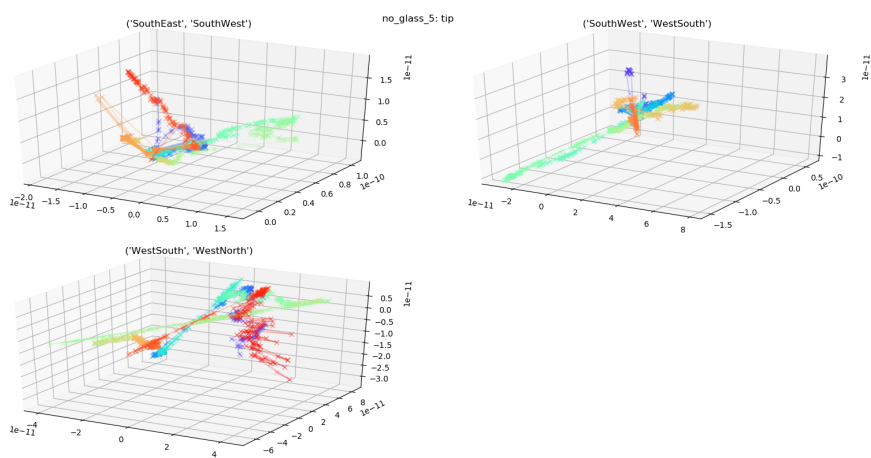 no_glass_5: tip
('SouthEast', 'SouthWest')
1e−11
1.5
1.0
0.5
0.0
−2.0 −1.5 −1.0 −0.5 0.0 0.5 1.0 1.5
1e−11
0.0 0.2 0.4 0.6 0.8 1.0
1e−10
('SouthWest', 'WestSouth')
1e−11
3
2
1
0
−1
−2 0 2 4 6 8
1e−11
−1.5 −1.0 −0.5 0.0 0.5
1e−10
('WestSouth', 'WestNorth')
1e−11
0.5
0.0
−0.5
−1.0
−1.5
−2.0
−2.5
−3.0
−4 −2 0 2 4
1e−11
−6 −4 −2 0 2 4 6 8
1e−11